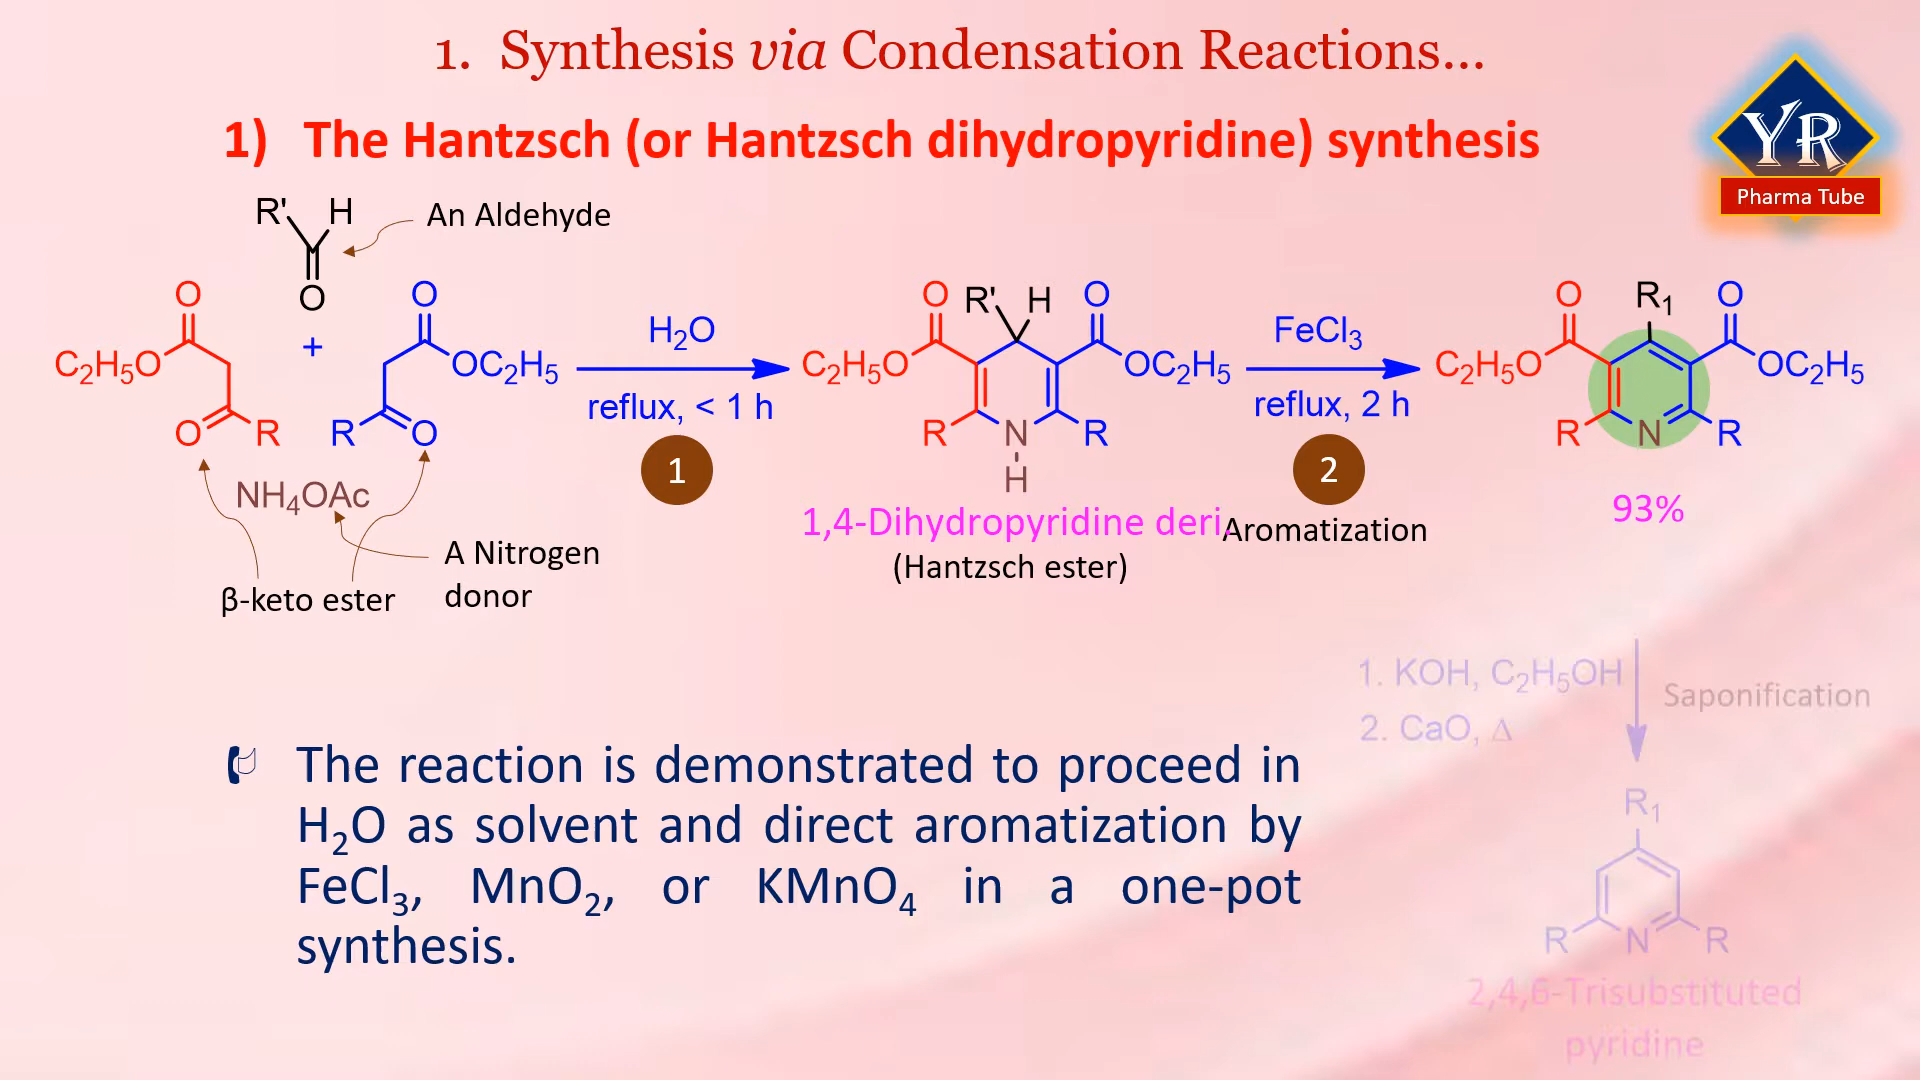 1. Synthesis via Condensation Reactions...
YR
Pharma Tube
1) The Hantzsch (or Hantzsch dihydropyridine) synthesis
R' H
O
An Aldehyde
O
C₂H₅O
O R
+
O
OC₂H₅
R O
NH₄OAc
β-keto ester
A Nitrogen
donor
H₂O
reflux, < 1 h
1
O R' H O
C₂H₅O OC₂H₅
R N R
H
1,4-Dihydropyridine deri.
(Hantzsch ester)
FeCl₃
reflux, 2 h
2
Aromatization
O R₁ O
C₂H₅O OC₂H₅
R N R
93%
1. KOH, C₂H₅OH
2. CaO, Δ
Saponification
R₁
R N R
2,4,6-Trisubstituted
pyridine
The reaction is demonstrated to proceed in
H₂O as solvent and direct aromatization by
FeCl₃, MnO₂, or KMnO₄ in a one-pot
synthesis.